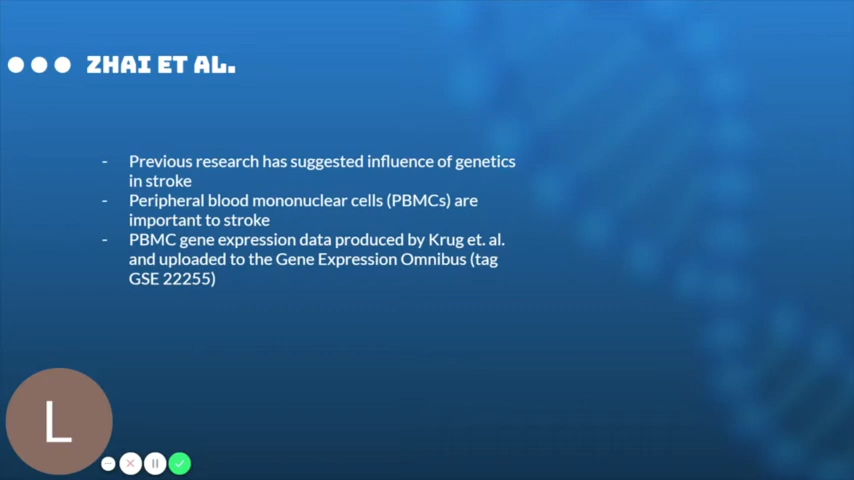 ZHAI ET AL.
- Previous research has suggested influence of genetics
in stroke
- Peripheral blood mononuclear cells (PBMCs) are
important to stroke
- PBMC gene expression data produced by Krug et. al.
and uploaded to the Gene Expression Omnibus (tag
GSE 22255)
L